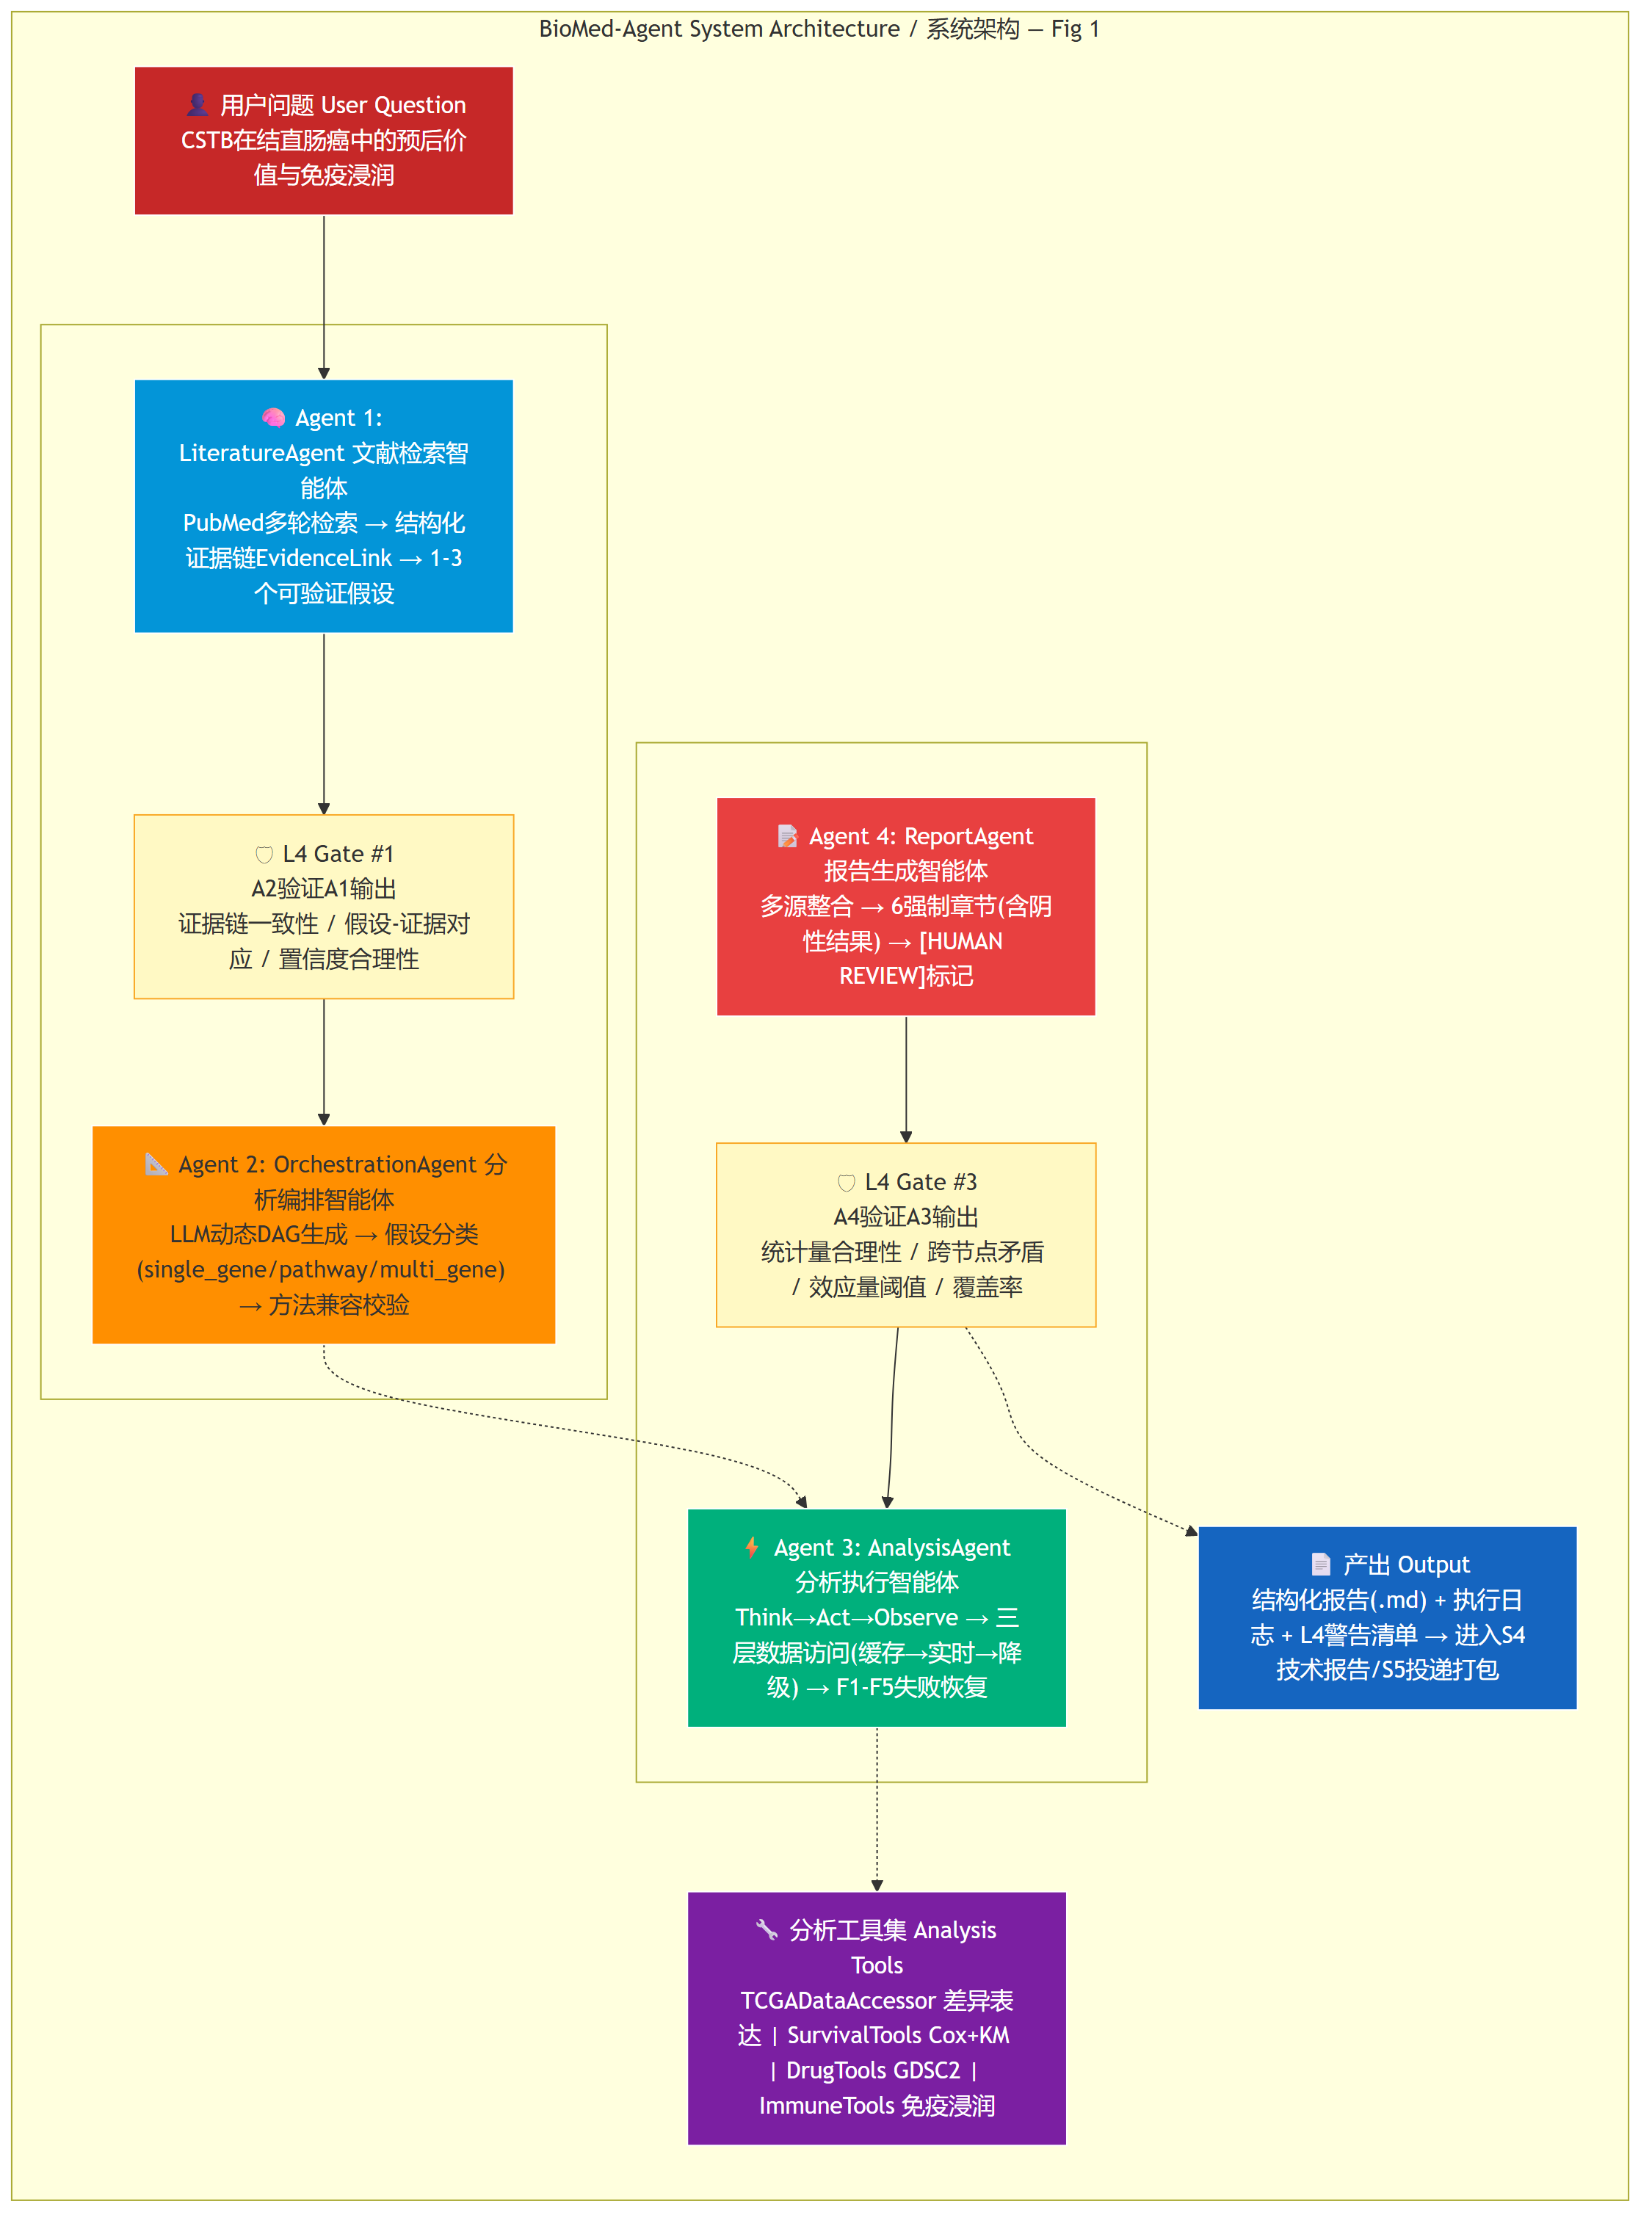 BioMed-Agent System Architecture / 系统架构 — Fig 1
👤 用户问题 User Question
CSTB在结直肠癌中的预后价
值与免疫浸润
🧠 Agent 1:
LiteratureAgent 文献检索智
能体
PubMed多轮检索 → 结构化
证据链EvidenceLink → 1-3
个可验证假设
🛡 L4 Gate #1
A2验证A1输出
证据链一致性 / 假设-证据对
应 / 置信度合理性
📐 Agent 2: OrchestrationAgent 分
析编排智能体
LLM动态DAG生成 → 假设分类
(single_gene/pathway/multi_gene)
→ 方法兼容校验
📝 Agent 4: ReportAgent
报告生成智能体
多源整合 → 6强制章节(含阴
性结果) → [HUMAN
REVIEW]标记
🛡 L4 Gate #3
A4验证A3输出
统计量合理性 / 跨节点矛盾
/ 效应量阈值 / 覆盖率
⚡ Agent 3: AnalysisAgent
分析执行智能体
Think→Act→Observe → 三
层数据访问(缓存→实时→降
级) → F1-F5失败恢复
📄 产出 Output
结构化报告(.md) + 执行日
志 + L4警告清单 → 进入S4
技术报告/S5投递打包
🔧 分析工具集 Analysis
Tools
TCGADataAccessor 差异表
达 | SurvivalTools Cox+KM
| DrugTools GDSC2 |
ImmuneTools 免疫浸润